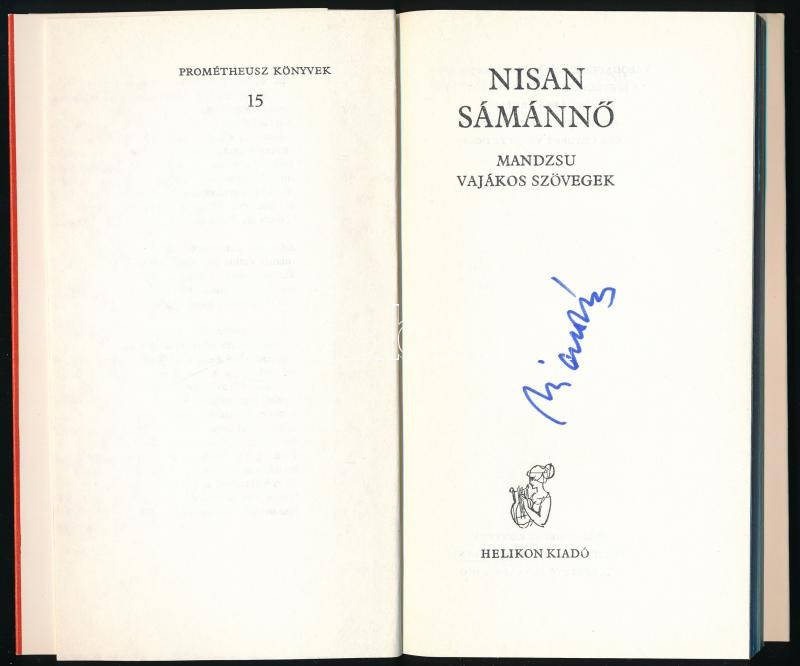 PROMÉTHEUSZ KÖNYVEK
15
NISAN
SÁMÁNNŐ
MANDZSU
VAJÁKOS SZÖVEGEK
HELIKON KIADÓ